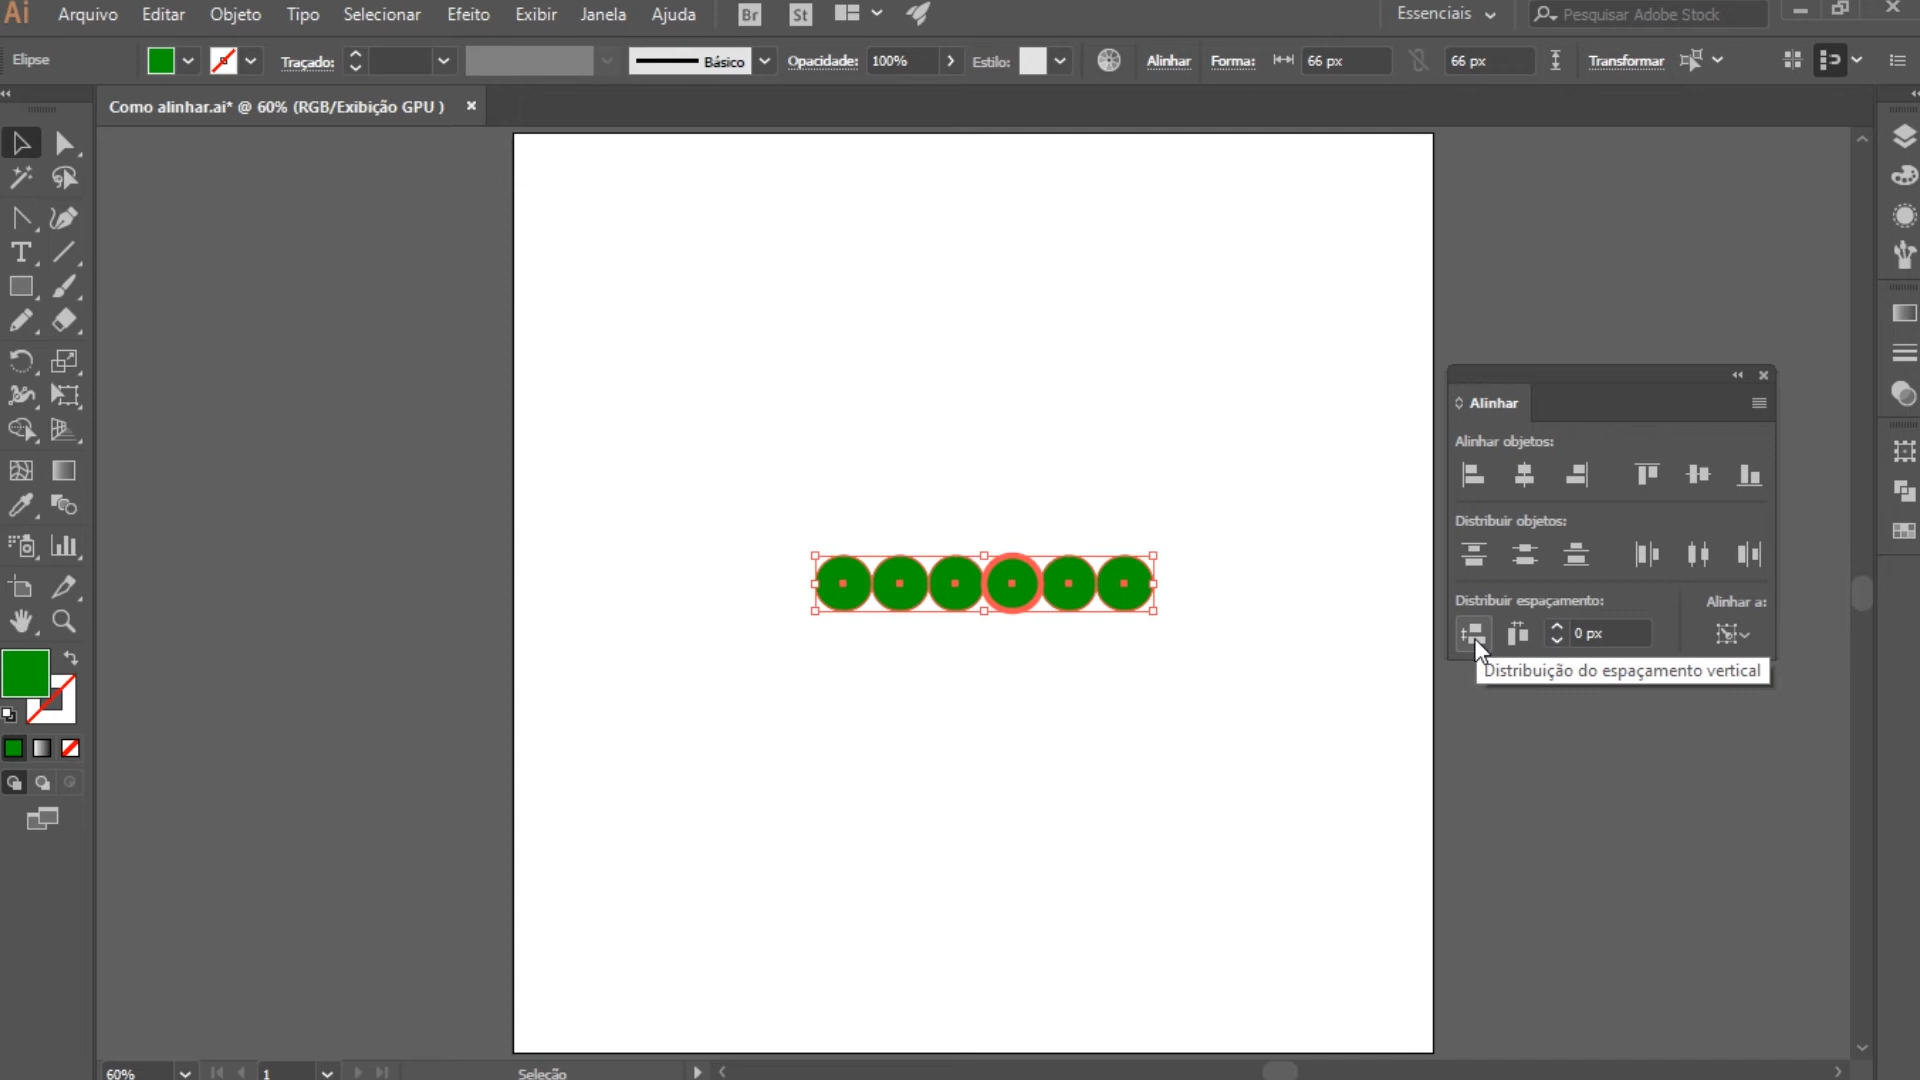 Ai Arquivo Editar Objeto Tipo Selecionar Efeito Exibir Janela Ajuda Br St Essenciais Pesquisar Adobe Stock
Elipse Traçado: Básico Opacidade: 100% Estilo: Alinhar Forma: 66 px 66 px Transformar
Como alinhar.ai* @ 60% (RGB/Exibição GPU )
Alinhar
Alinhar objetos:
Distribuir objetos:
Distribuir espaçamento: Alinhar a:
0 px
Distribuição do espaçamento vertical
60% 1 Seleção